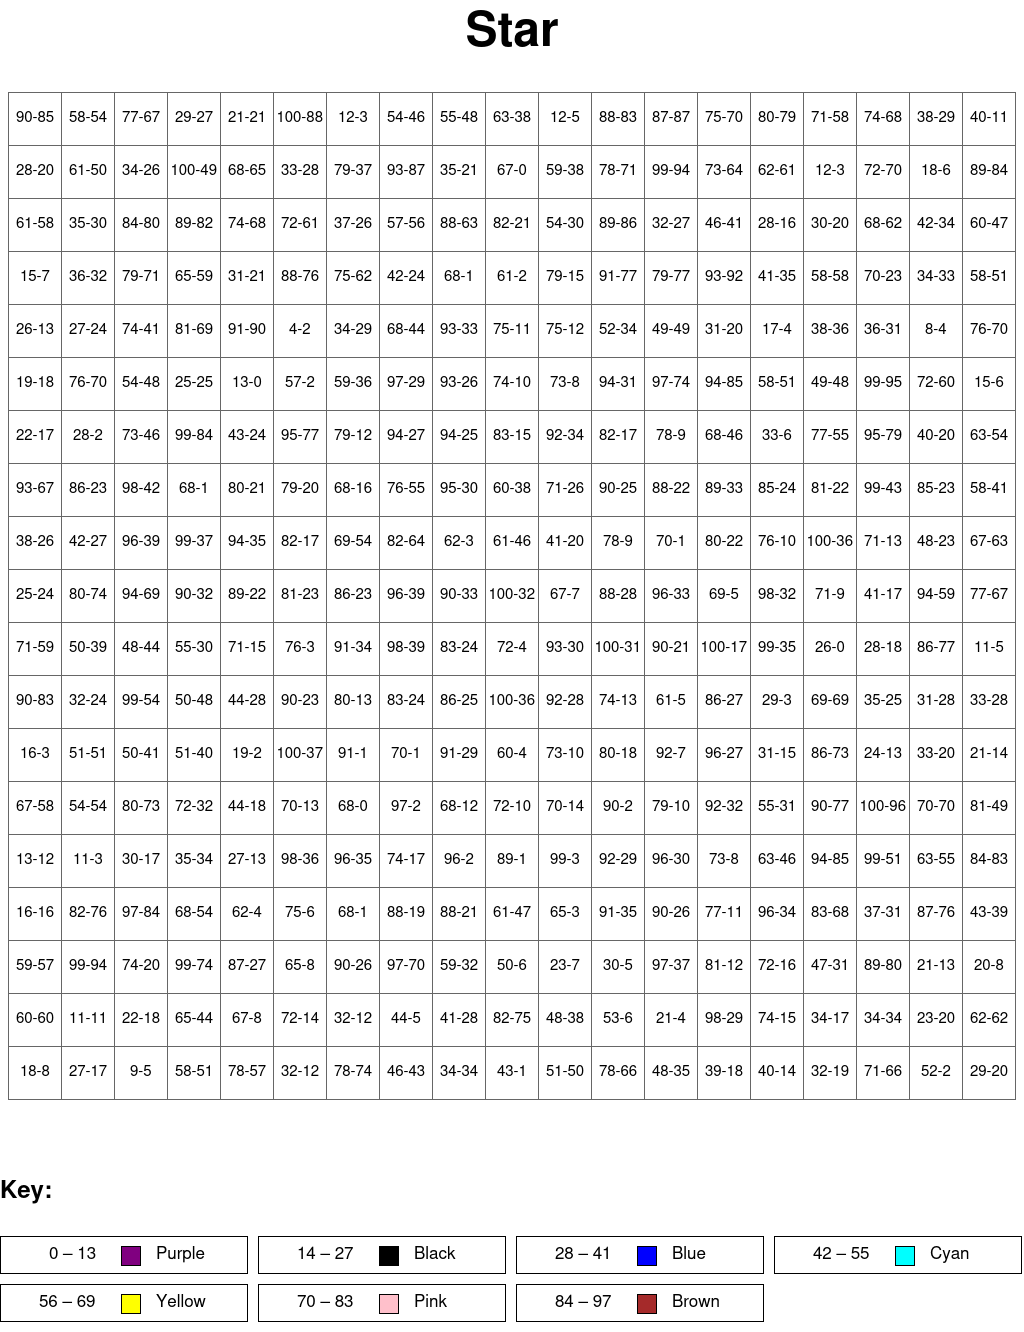 Star
90-85 58-54 77-67 29-27 21-21 100-88 12-3 54-46 55-48 63-38 12-5 88-83 87-87 75-70 80-79 71-58 74-68 38-29 40-11
28-20 61-50 34-26 100-49 68-65 33-28 79-37 93-87 35-21 67-0 59-38 78-71 99-94 73-64 62-61 12-3 72-70 18-6 89-84
61-58 35-30 84-80 89-82 74-68 72-61 37-26 57-56 88-63 82-21 54-30 89-86 32-27 46-41 28-16 30-20 68-62 42-34 60-47
15-7 36-32 79-71 65-59 31-21 88-76 75-62 42-24 68-1 61-2 79-15 91-77 79-77 93-92 41-35 58-58 70-23 34-33 58-51
26-13 27-24 74-41 81-69 91-90 4-2 34-29 68-44 93-33 75-11 75-12 52-34 49-49 31-20 17-4 38-36 36-31 8-4 76-70
19-18 76-70 54-48 25-25 13-0 57-2 59-36 97-29 93-26 74-10 73-8 94-31 97-74 94-85 58-51 49-48 99-95 72-60 15-6
22-17 28-2 73-46 99-84 43-24 95-77 79-12 94-27 94-25 83-15 92-34 82-17 78-9 68-46 33-6 77-55 95-79 40-20 63-54
93-67 86-23 98-42 68-1 80-21 79-20 68-16 76-55 95-30 60-38 71-26 90-25 88-22 89-33 85-24 81-22 99-43 85-23 58-41
38-26 42-27 96-39 99-37 94-35 82-17 69-54 82-64 62-3 61-46 41-20 78-9 70-1 80-22 76-10 100-36 71-13 48-23 67-63
25-24 80-74 94-69 90-32 89-22 81-23 86-23 96-39 90-33 100-32 67-7 88-28 96-33 69-5 98-32 71-9 41-17 94-59 77-67
71-59 50-39 48-44 55-30 71-15 76-3 91-34 98-39 83-24 72-4 93-30 100-31 90-21 100-17 99-35 26-0 28-18 86-77 11-5
90-83 32-24 99-54 50-48 44-28 90-23 80-13 83-24 86-25 100-36 92-28 74-13 61-5 86-27 29-3 69-69 35-25 31-28 33-28
16-3 51-51 50-41 51-40 19-2 100-37 91-1 70-1 91-29 60-4 73-10 80-18 92-7 96-27 31-15 86-73 24-13 33-20 21-14
67-58 54-54 80-73 72-32 44-18 70-13 68-0 97-2 68-12 72-10 70-14 90-2 79-10 92-32 55-31 90-77 100-96 70-70 81-49
13-12 11-3 30-17 35-34 27-13 98-36 96-35 74-17 96-2 89-1 99-3 92-29 96-30 73-8 63-46 94-85 99-51 63-55 84-83
16-16 82-76 97-84 68-54 62-4 75-6 68-1 88-19 88-21 61-47 65-3 91-35 90-26 77-11 96-34 83-68 37-31 87-76 43-39
59-57 99-94 74-20 99-74 87-27 65-8 90-26 97-70 59-32 50-6 23-7 30-5 97-37 81-12 72-16 47-31 89-80 21-13 20-8
60-60 11-11 22-18 65-44 67-8 72-14 32-12 44-5 41-28 82-75 48-38 53-6 21-4 98-29 74-15 34-17 34-34 23-20 62-62
18-8 27-17 9-5 58-51 78-57 32-12 78-74 46-43 34-34 43-1 51-50 78-66 48-35 39-18 40-14 32-19 71-66 52-2 29-20
Key:
0 – 13 Purple 14 – 27 Black 28 – 41 Blue 42 – 55 Cyan
56 – 69 Yellow 70 – 83 Pink 84 – 97 Brown